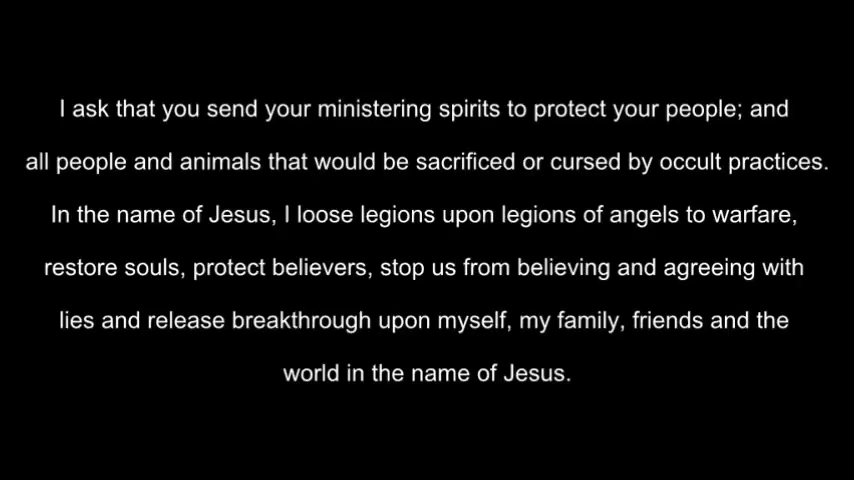 I ask that you send your ministering spirits to protect your people; and
all people and animals that would be sacrificed or cursed by occult practices.
In the name of Jesus, I loose legions upon legions of angels to warfare,
restore souls, protect believers, stop us from believing and agreeing with
lies and release breakthrough upon myself, my family, friends and the
world in the name of Jesus.